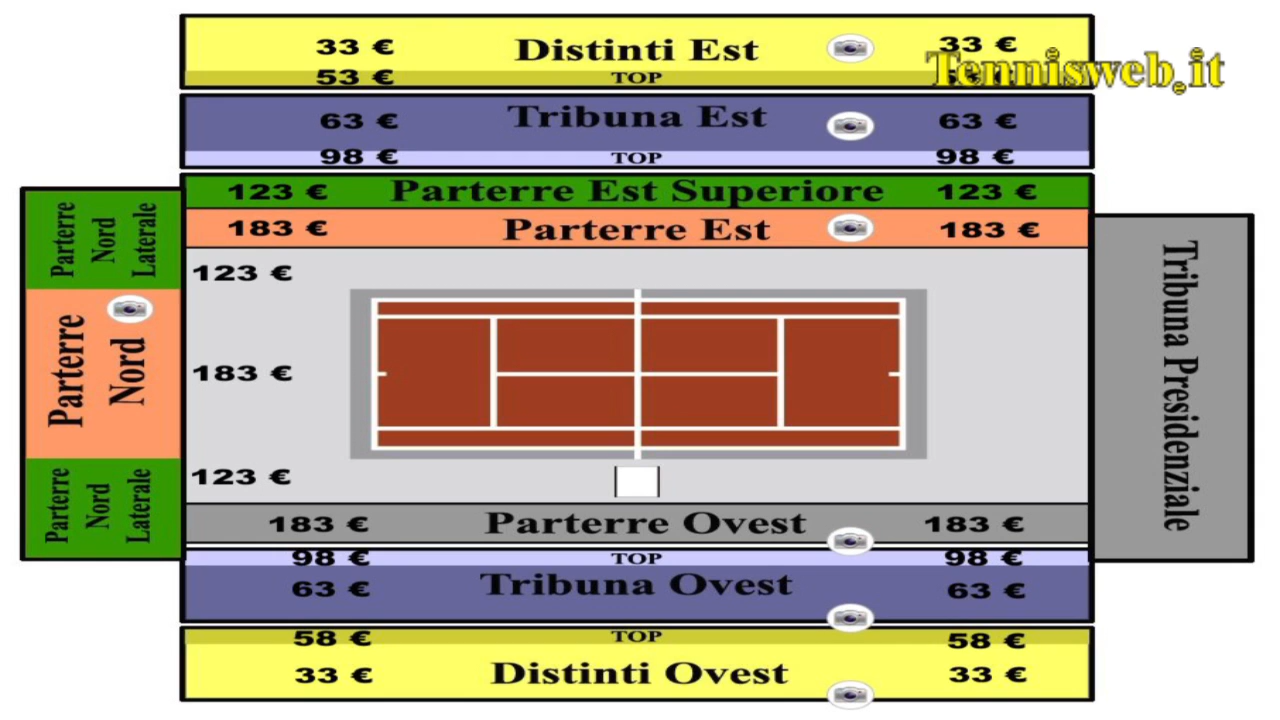 33 € Distinti Est 33 €
Tennisweb.it
53 € TOP
63 € Tribuna Est 63 €
98 € TOP 98 €
123 € Parterre Est Superiore 123 €
183 € Parterre Est 183 €
Parterre
Nord
Laterale
123 €
Parterre
Nord
183 €
Parterre
Nord
Laterale
123 €
Tribuna Presidenziale
183 € Parterre Ovest 183 €
98 € TOP 98 €
63 € Tribuna Ovest 63 €
58 € TOP 58 €
33 € Distinti Ovest 33 €